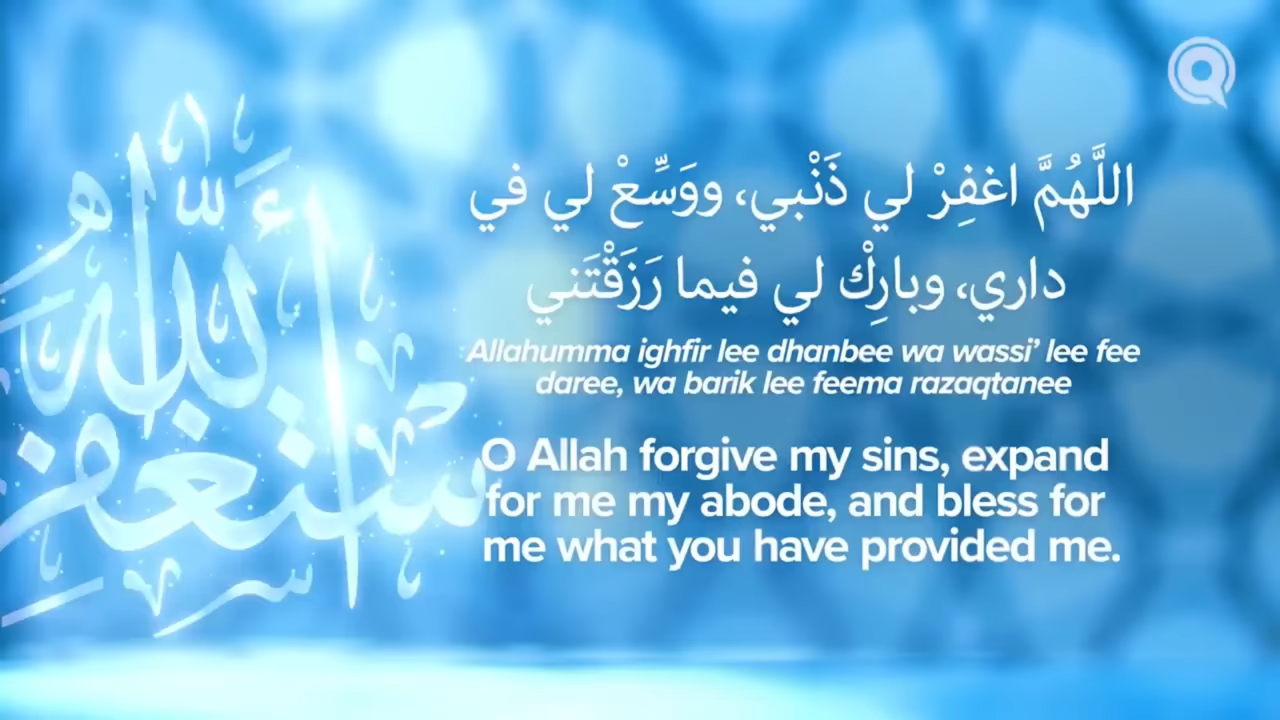 أستغفر الله
اللَّهُمَّ اغفِرْ لي ذَنْبي، ووَسِّعْ لي في
داري، وبارِكْ لي فيما رَزَقْتَني
Allahumma ighfir lee dhanbee wa wassi’ lee fee
daree, wa barik lee feema razaqtanee
O Allah forgive my sins, expand
for me my abode, and bless for
me what you have provided me.